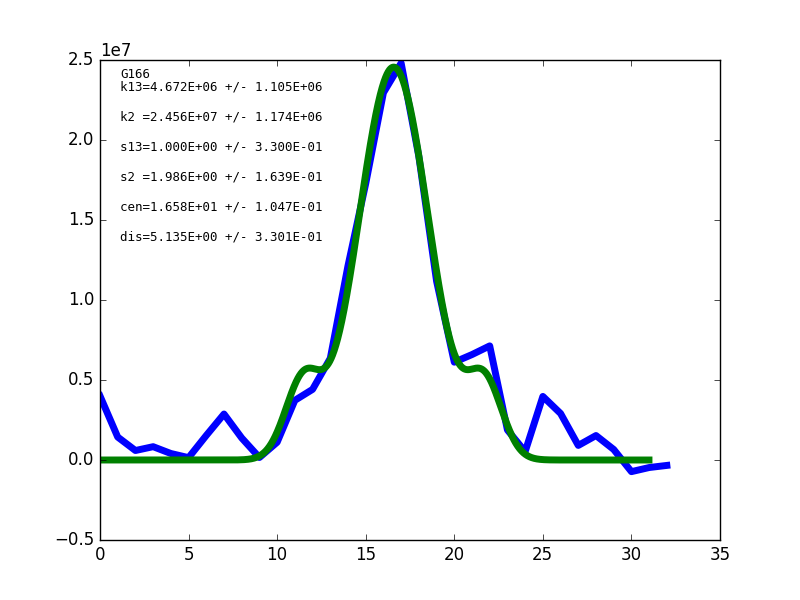 1e7
G166
k13=4.672E+06 +/- 1.105E+06
k2 =2.456E+07 +/- 1.174E+06
s13=1.000E+00 +/- 3.300E-01
s2 =1.986E+00 +/- 1.639E-01
cen=1.658E+01 +/- 1.047E-01
dis=5.135E+00 +/- 3.301E-01
2.5
2.0
1.5
1.0
0.5
0.0
−0.5
0 5 10 15 20 25 30 35